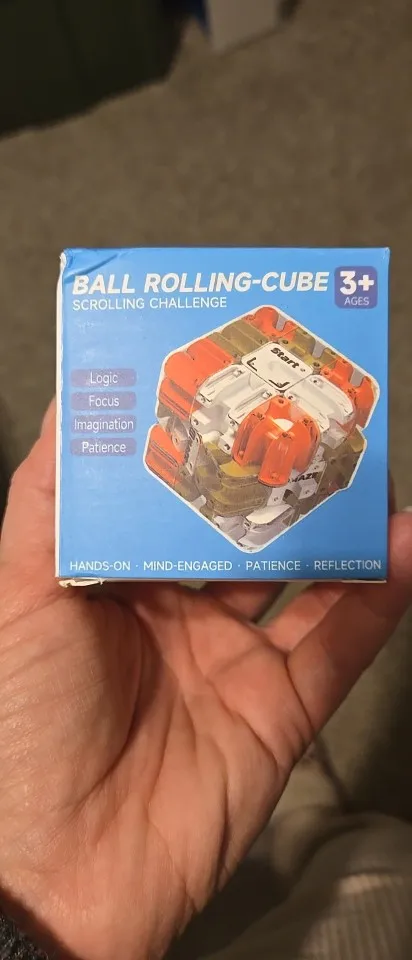 BALL ROLLING-CUBE
3+
AGES
SCROLLING CHALLENGE
Start
Logic
Focus
Imagination
Patience
HANDS-ON · MIND-ENGAGED · PATIENCE · REFLECTION